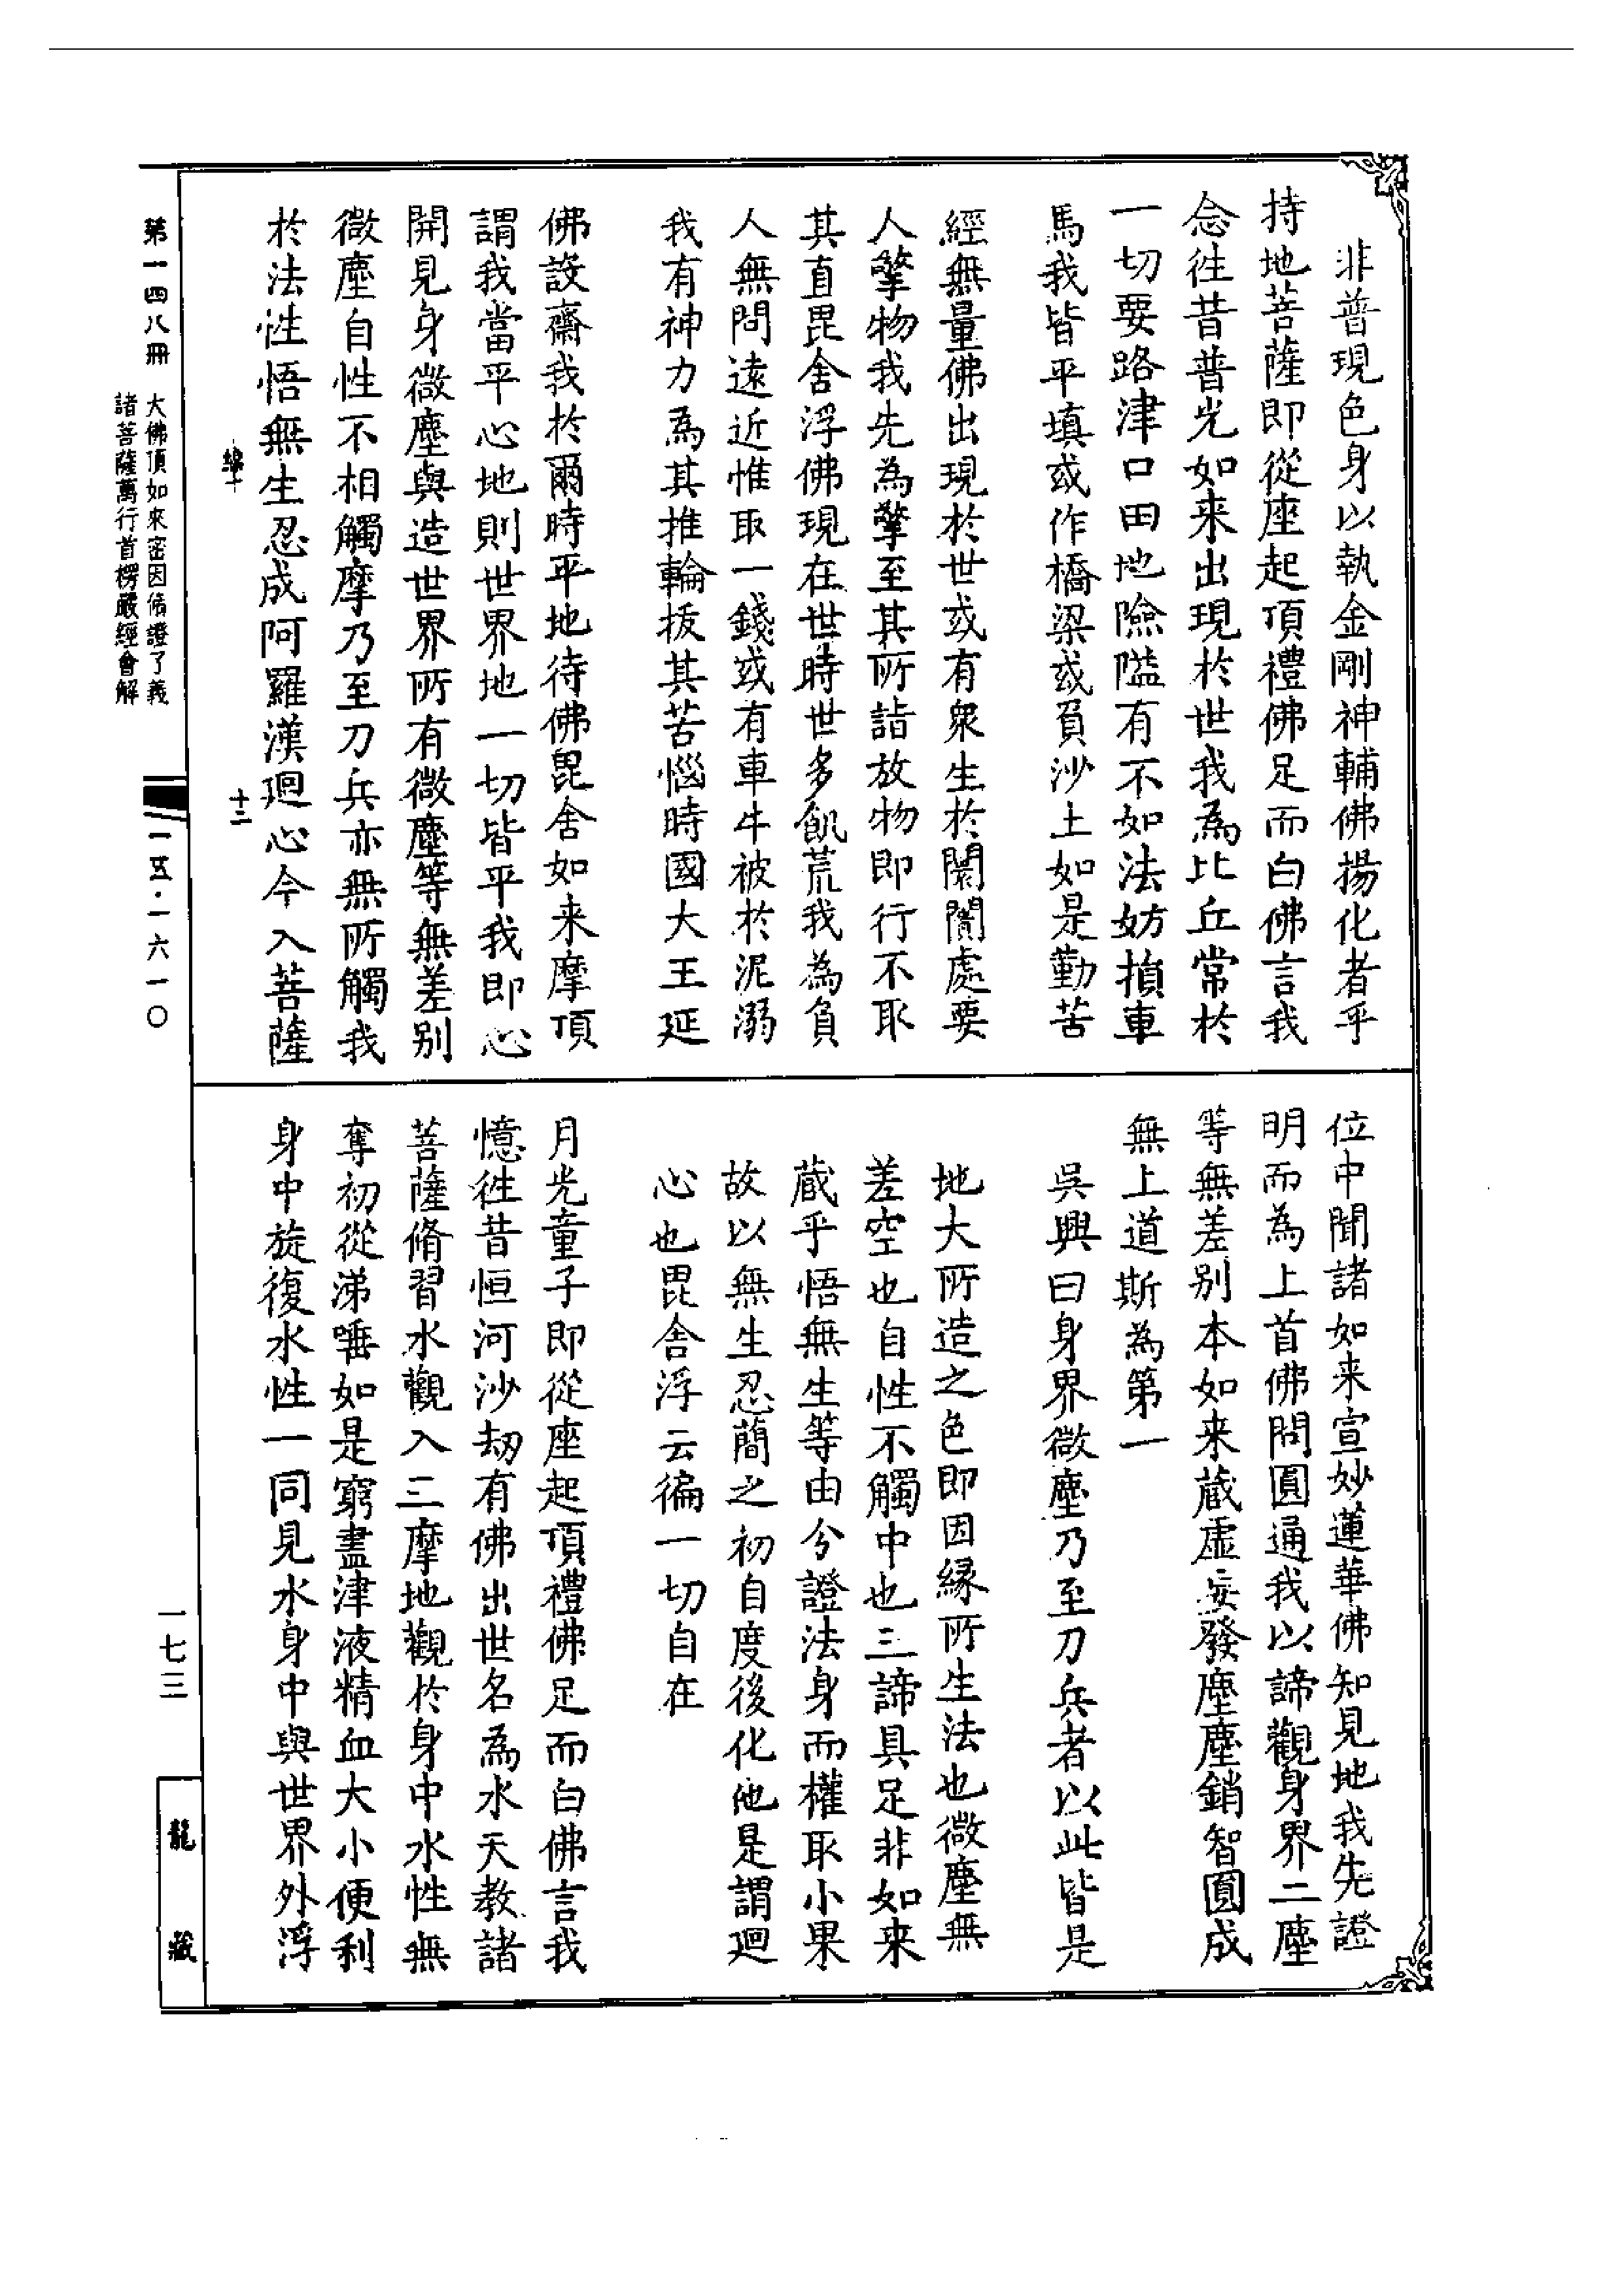 非普現色身以執金剛神輔佛揚化者乎
持地菩薩即從座起頂禮佛足而白佛言我
念往昔普光如来出現於世我為比丘常於
一切要路津口田地險隘有不如法妨損車
馬我皆平填或作橋梁或負沙土如是勤苦
經無量佛出現於世或有衆生於闤闠處要
人擎物我先為擎至其所詣放物即行不取
其直毘舍浮佛現在世時世多飢荒我為負
人無問遠近惟取一錢或有車牛被於泥溺
我有神力為其推輪拔其苦惱時國大王延
佛設齋我於爾時平地待佛毘舍如来摩頂
謂我當平心地則世界地一切皆平我即心
開見身微塵與造世界所有微塵等無差别
微塵自性不相觸摩乃至刀兵亦無所觸我
於法性悟無生忍成阿羅漢廻心今入菩薩
位中聞諸如来宣妙蓮華佛知見地我先證
明而為上首佛問圓通我以諦觀身界二塵
等無差别本如来蔵虚妄發塵塵銷智圓成
無上道斯為第一
吳興曰身界微塵乃至刀兵者以此皆是
地大所造之色即因緣所生法也微塵無
差空也自性不觸中也三諦具足非如来
蔵乎悟無生等由分證法身而權取小果
故以無生忍蕳之初自度後化他是謂廻
心也毘舍浮云徧一切自在
月光童子即從座起頂禮佛足而白佛言我
憶往昔恒河沙劫有佛出世名為水天教諸
菩薩脩習水觀入三摩地觀於身中水性無
奪初從涕唾如是窮盡津液精血大小便利
身中旋復水性一同見水身中與世界外浮
十三
第一四八冊
大佛頂如來密因俢證了義
諸菩薩萬行首楞嚴經會解
一五·一六一〇
一七三
龍藏